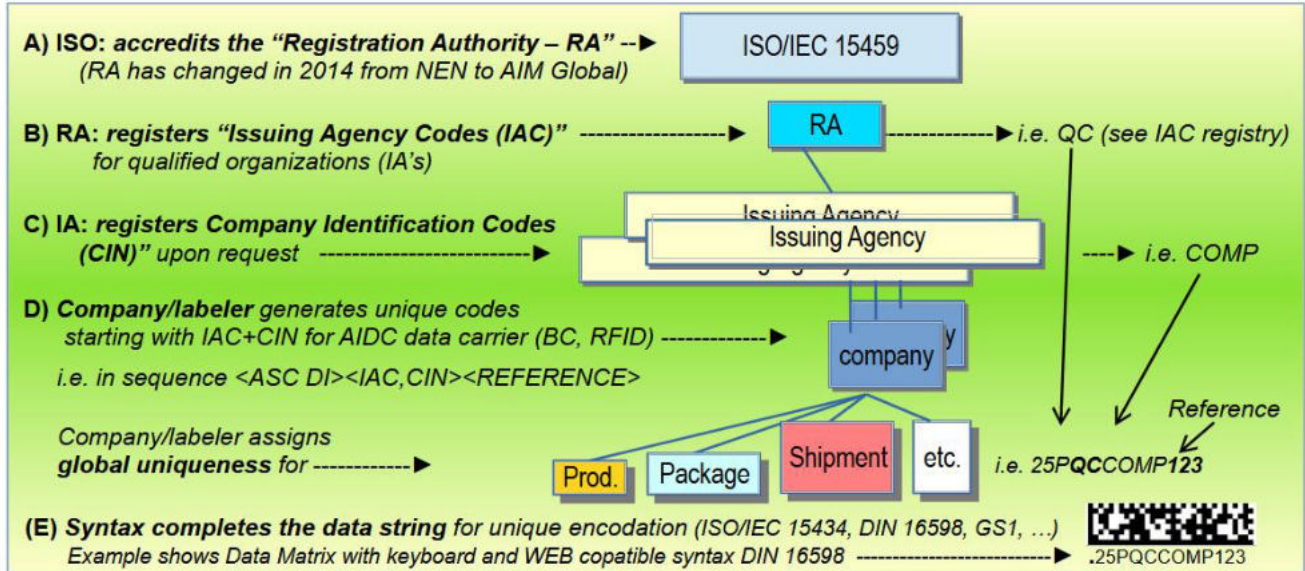 A) ISO: accredits the “Registration Authority – RA” --►
ISO/IEC 15459
(RA has changed in 2014 from NEN to AIM Global)
B) RA: registers “Issuing Agency Codes (IAC)” -------------------►
RA
---------------►
i.e. QC (see IAC registry)
for qualified organizations (IA’s)
Issuing Agency
C) IA: registers Company Identification Codes
Issuing Agency
(CIN)” upon request -------------------------►
----►
i.e. COMP
D) Company/labeler generates unique codes
starting with IAC+CIN for AIDC data carrier (BC, RFID) --------------►
company
i.e. in sequence <ASC DI><IAC,CIN><REFERENCE>
Company/labeler assigns
Reference
global uniqueness for ------------►
Prod.
Package
Shipment
etc.
i.e. 25PQCCOMP123
(E) Syntax completes the data string for unique encodation (ISO/IEC 15434, DIN 16598, GS1, …)
Example shows Data Matrix with keyboard and WEB copatible syntax DIN 16598 -------------------------►
.25PQCCOMP123